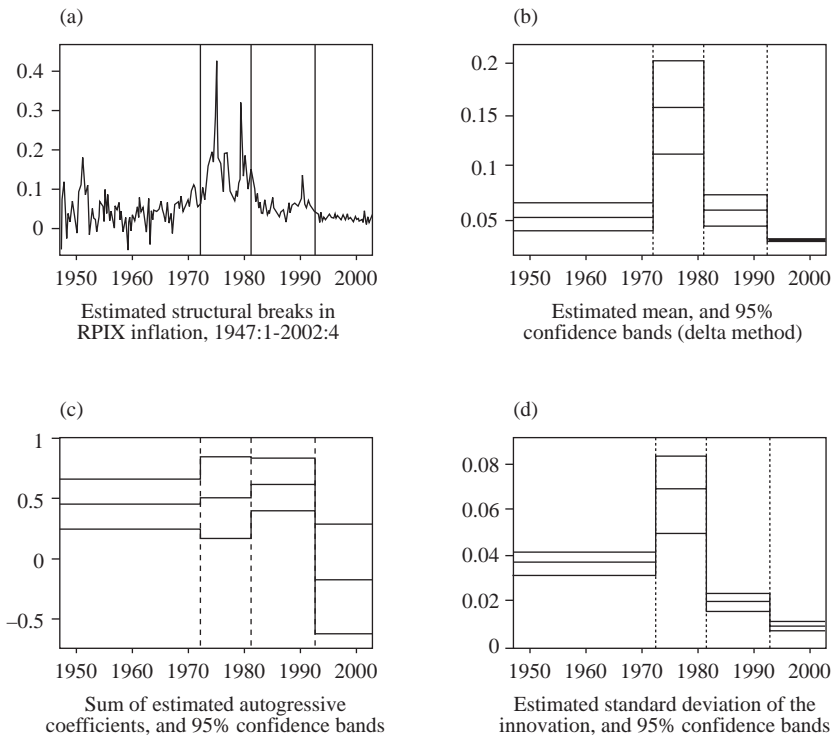 (a)
0.4
0.3
0.2
0.1
0
1950 1960 1970 1980 1990 2000
Estimated structural breaks in
RPIX inflation, 1947:1-2002:4
(b)
0.2
0.15
0.1
0.05
1950 1960 1970 1980 1990 2000
Estimated mean, and 95%
confidence bands (delta method)
(c)
1
0.5
0
−0.5
1950 1960 1970 1980 1990 2000
Sum of estimated autogressive
coefficients, and 95% confidence bands
(d)
0.08
0.06
0.04
0.02
0
1950 1960 1970 1980 1990 2000
Estimated standard deviation of the
innovation, and 95% confidence bands